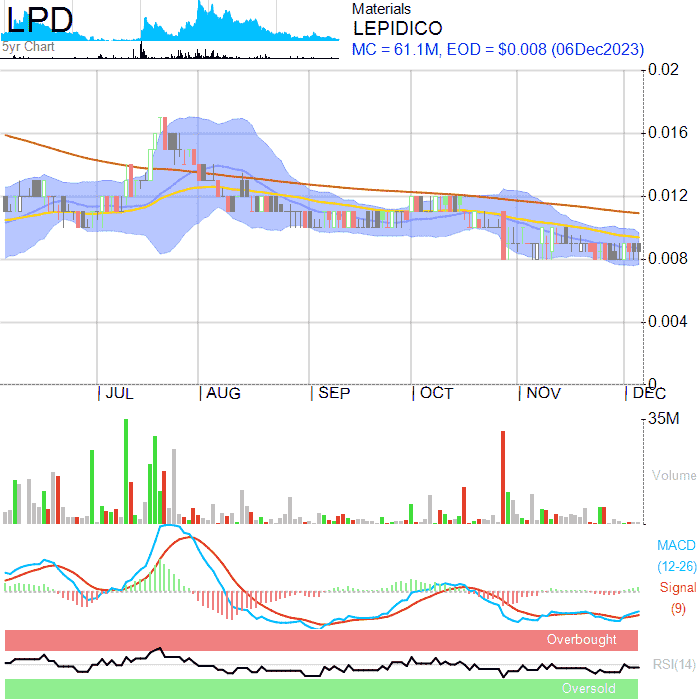 LPD
5yr Chart
Materials
LEPIDICO
MC = 61.1M, EOD = $0.008 (06Dec2023)
0.02
0.016
0.012
0.008
0.004
0
JUL AUG SEP OCT NOV DEC
35M
Volume
MACD
(12-26)
Signal
(9)
Overbought
RSI(14)
Oversold